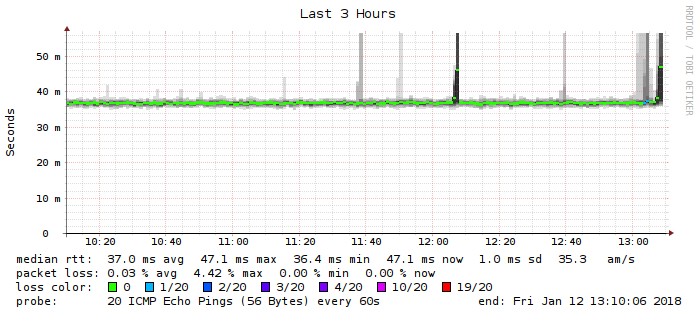 Last 3 Hours
RRDTOOL / TOBI OETIKER
Seconds
50 m
40 m
30 m
20 m
10 m
0
10:20 10:40 11:00 11:20 11:40 12:00 12:20 12:40 13:00
median rtt: 37.0 ms avg 47.1 ms max 36.4 ms min 47.1 ms now 1.0 ms sd 35.3 am/s
packet loss: 0.03 % avg 4.42 % max 0.00 % min 0.00 % now
loss color: 0 1/20 2/20 3/20 4/20 10/20 19/20
probe: 20 ICMP Echo Pings (56 Bytes) every 60s end: Fri Jan 12 13:10:06 2018